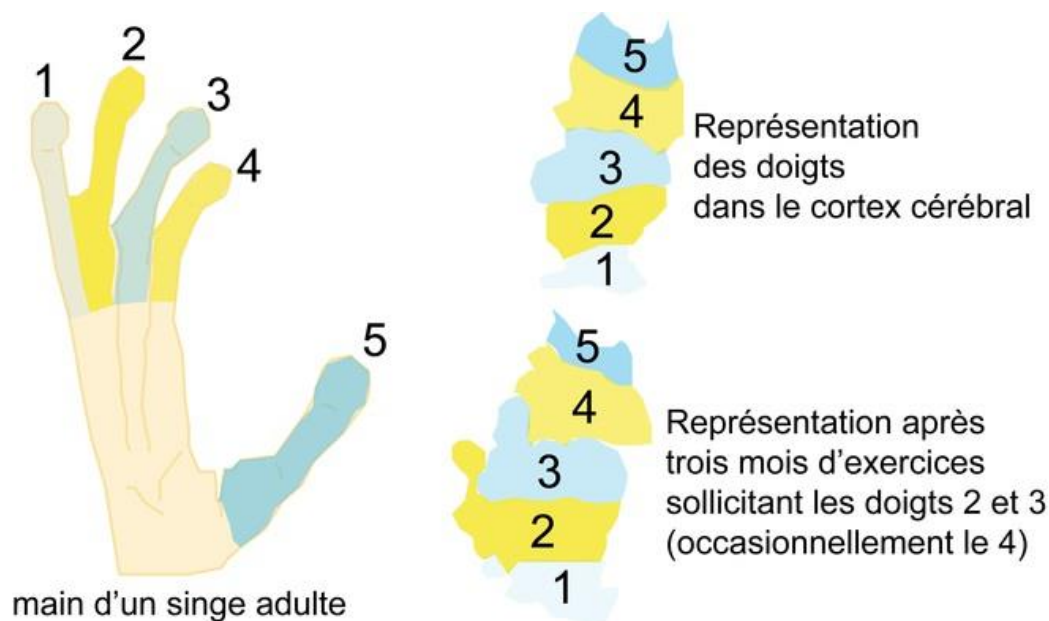 1
2
3
4
5
main d'un singe adulte
5
4
3
2
1
Représentation
des doigts
dans le cortex cérébral
5
4
3
2
1
Représentation après
trois mois d'exercices
sollicitant les doigts 2 et 3
(occasionnellement le 4)